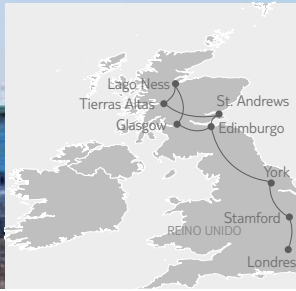 Lago Ness
Tierras Altas
St. Andrews
Glasgow
Edimburgo
York
Stamford
REINO UNIDO
Londres